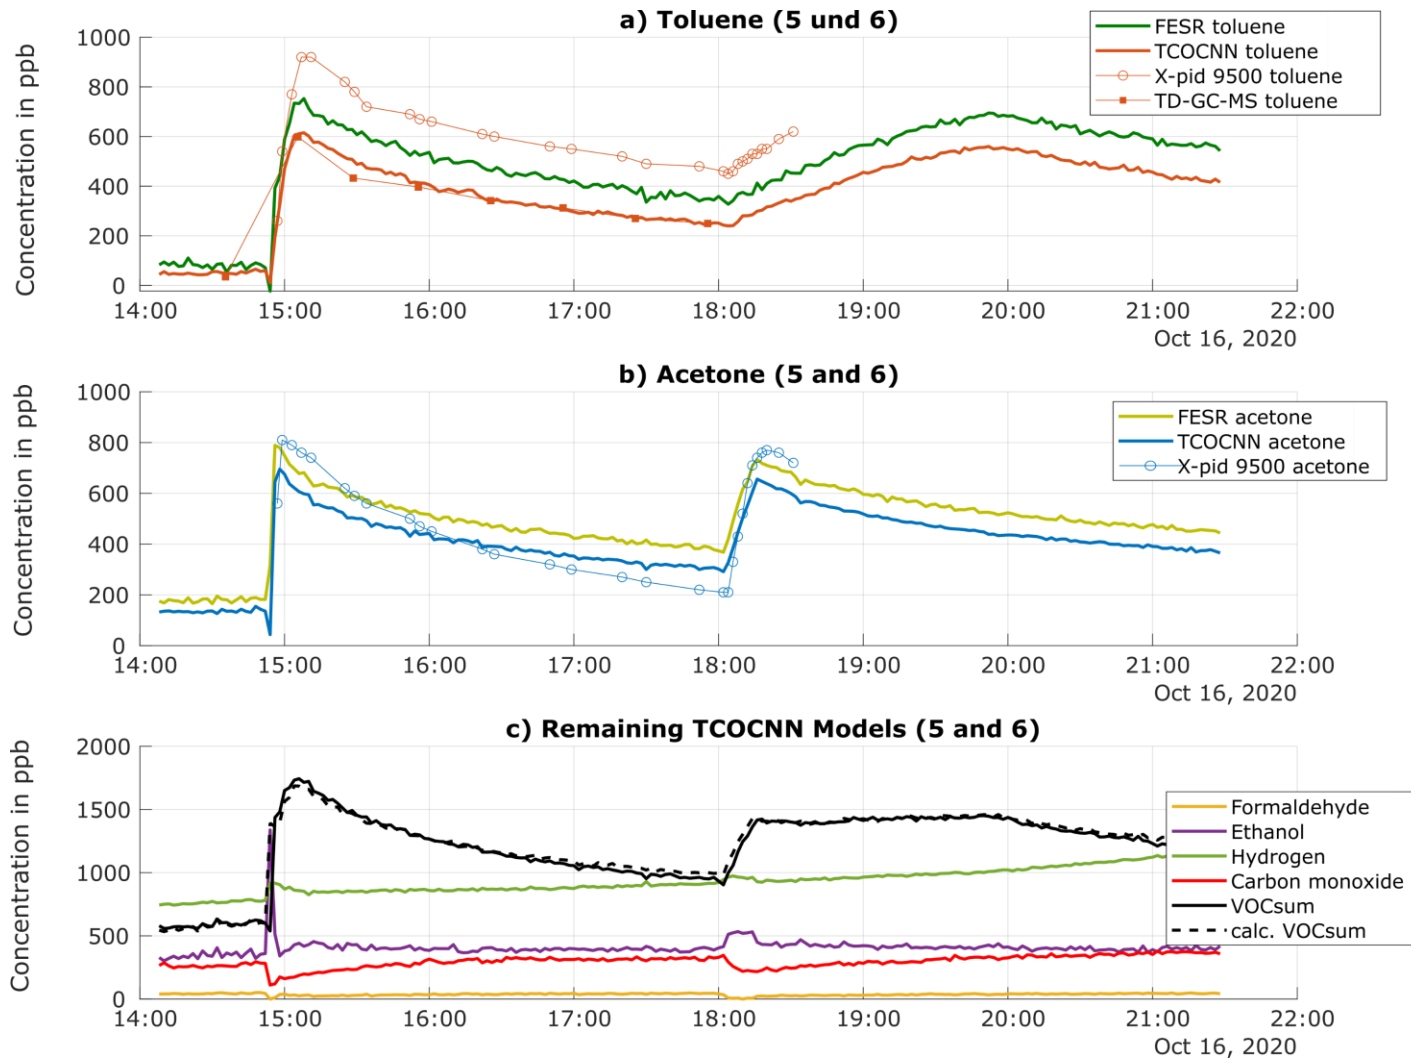 a) Toluene (5 und 6)
Concentration in ppb
1000
800
600
400
200
0
14:00 15:00 16:00 17:00 18:00 19:00 20:00 21:00 22:00
Oct 16, 2020
FESR toluene
TCOCNN toluene
X-pid 9500 toluene
TD-GC-MS toluene
b) Acetone (5 and 6)
Concentration in ppb
1000
800
600
400
200
0
14:00 15:00 16:00 17:00 18:00 19:00 20:00 21:00 22:00
Oct 16, 2020
FESR acetone
TCOCNN acetone
X-pid 9500 acetone
c) Remaining TCOCNN Models (5 and 6)
Concentration in ppb
2000
1500
1000
500
0
14:00 15:00 16:00 17:00 18:00 19:00 20:00 21:00 22:00
Oct 16, 2020
Formaldehyde
Ethanol
Hydrogen
Carbon monoxide
VOCsum
calc. VOCsum